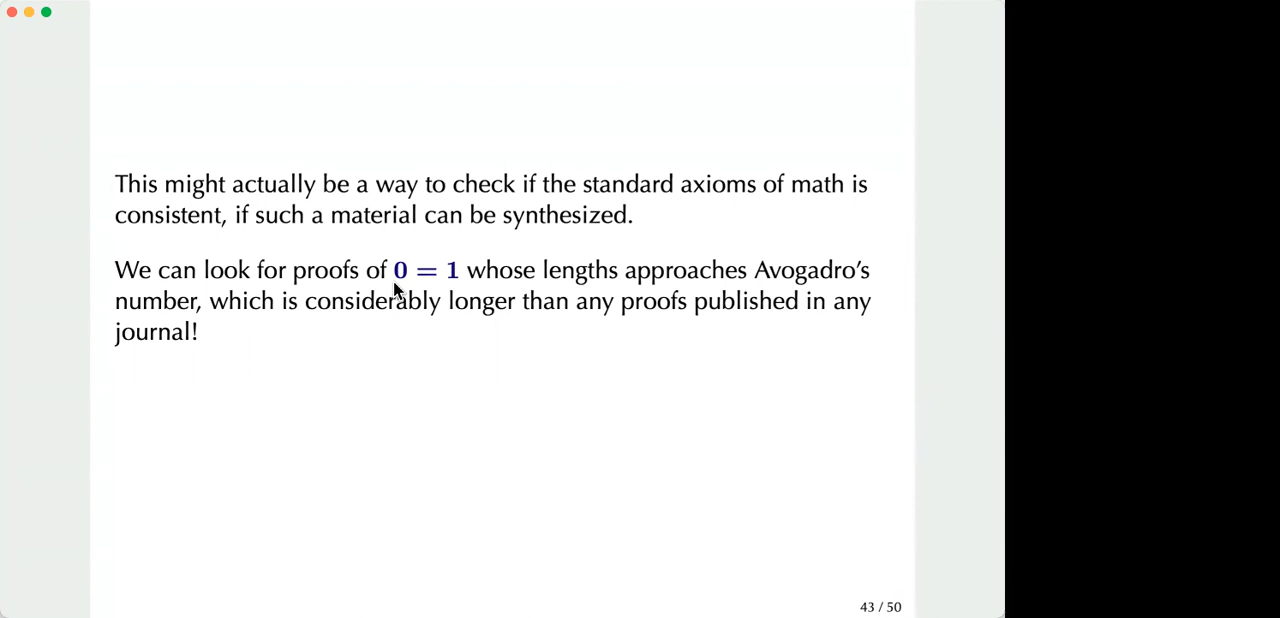 This might actually be a way to check if the standard axioms of math is
consistent, if such a material can be synthesized.
We can look for proofs of 0 = 1 whose lengths approaches Avogadro’s
number, which is considerably longer than any proofs published in any
journal!
43 / 50